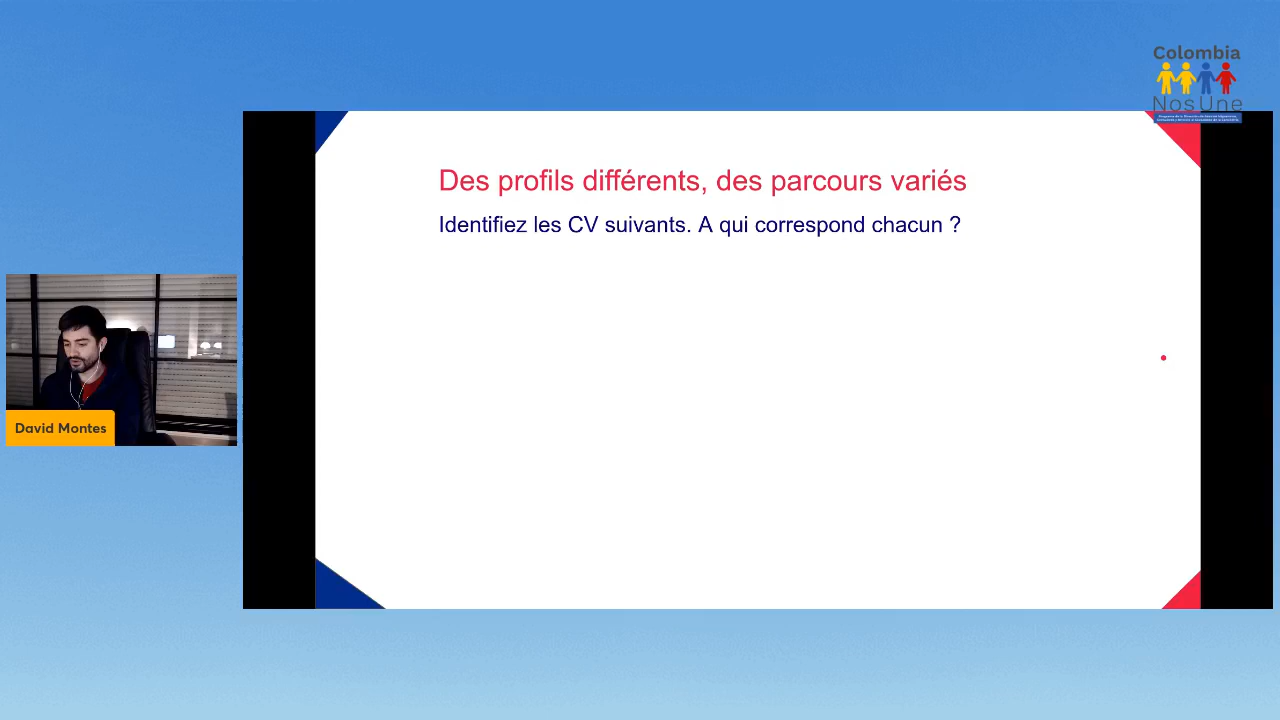 Colombia
NosUne
Des profils différents, des parcours variés
Identifiez les CV suivants. A qui correspond chacun ?
David Montes